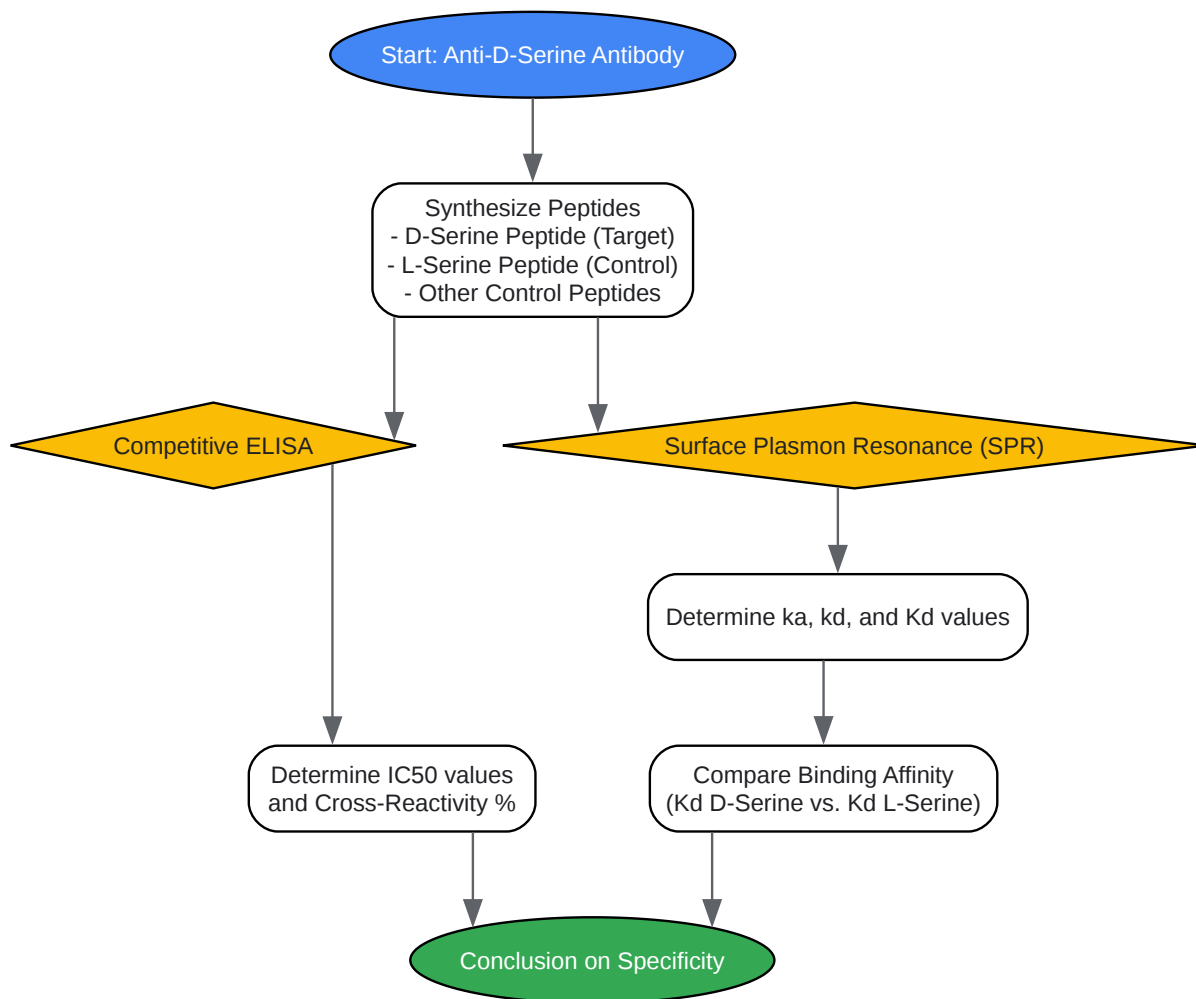 Start: Anti-D-Serine Antibody
Synthesize Peptides
- D-Serine Peptide (Target)
- L-Serine Peptide (Control)
- Other Control Peptides
Competitive ELISA
Surface Plasmon Resonance (SPR)
Determine ka, kd, and Kd values
Determine IC50 values
and Cross-Reactivity %
Compare Binding Affinity
(Kd D-Serine vs. Kd L-Serine)
Conclusion on Specificity